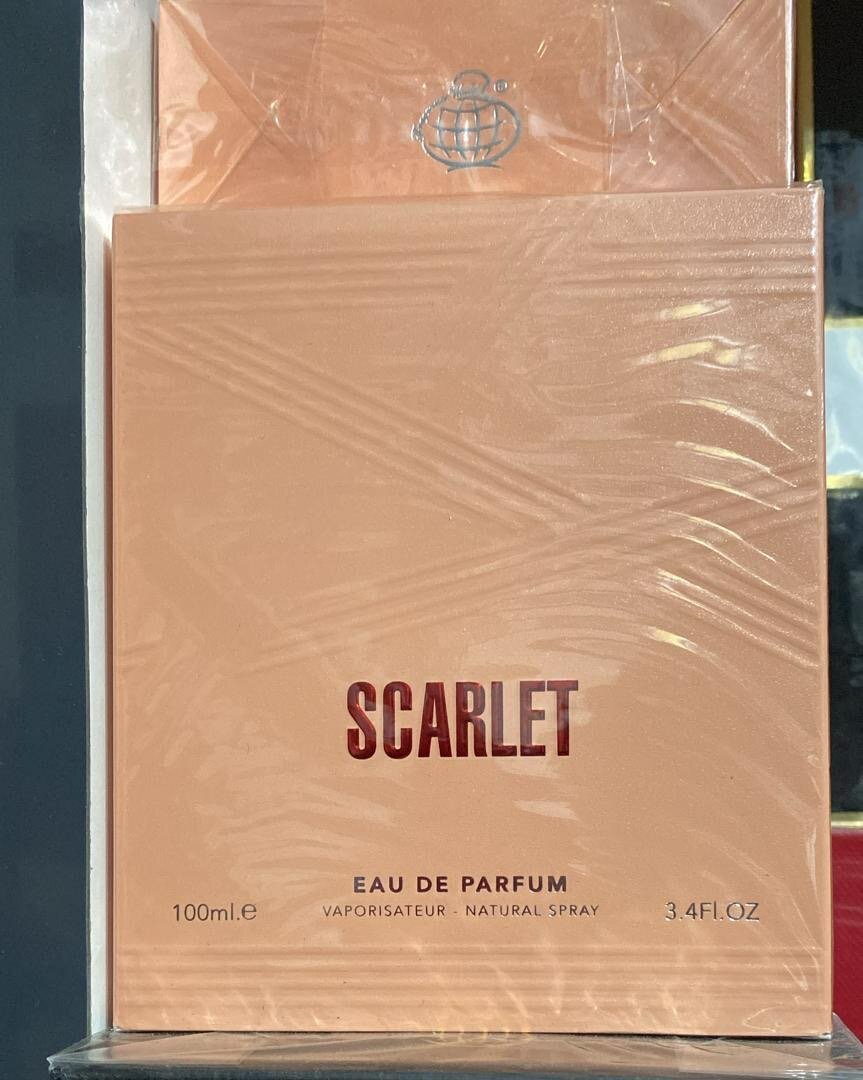 SCARLET
EAU DE PARFUM
100ml.e VAPORISATEUR - NATURAL SPRAY 3.4Fl.OZ